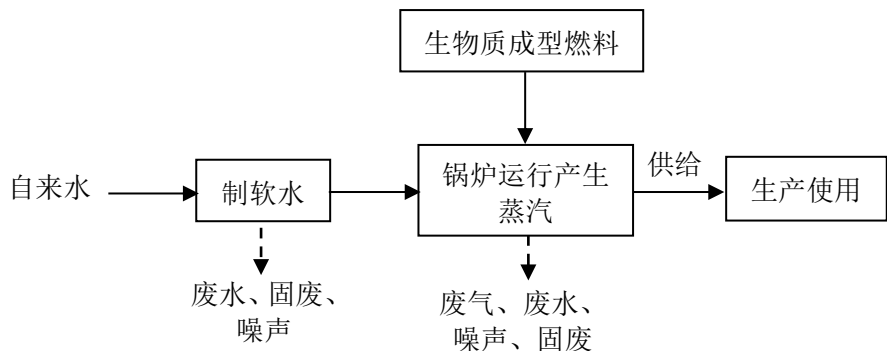 生物质成型燃料
自来水
制软水
锅炉运行产生
蒸汽
供给
生产使用
废水、固废、
噪声
废气、废水、
噪声、固废